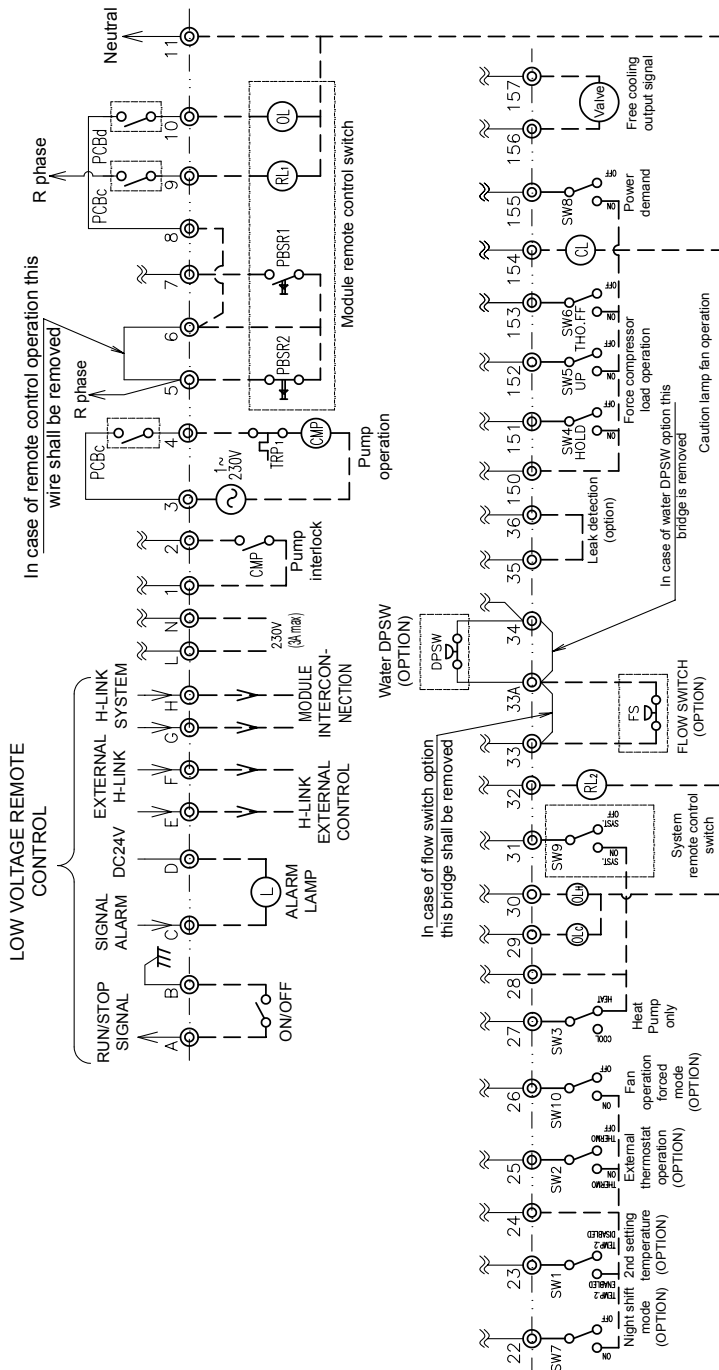 LOW VOLTAGE REMOTE
CONTROL
RUN/STOP
SIGNAL
SIGNAL
ALARM
DC24V
EXTERNAL
H-LINK
H-LINK
SYSTEM
A
B
C
D
E
F
G
H
L
N
1
2
3
4
5
6
7
8
9
10
11
ON/OFF
L
ALARM
LAMP
H-LINK
EXTERNAL
CONTROL
MODULE
INTERCON-
NECTION
230V
(3A max)
CMP
Pump
interlock
PCBc
1~
230V
TRP1
CMP
Pump
operation
In case of remote control operation this
wire shall be removed
R phase
PBSR2
PBSR1
R phase
PCBc
PCBd
RL1
OL
Module remote control switch
Neutral
22
23
24
25
26
27
28
29
30
31
32
33
33A
34
35
36
150
151
152
153
154
155
156
157
SW7
ON
OFF
Night shift
mode
(OPTION)
SW1
TEMP.2
ENABLED
TEMP.2
DISABLED
2nd setting
temperature
(OPTION)
SW2
THERMO
ON
THERMO
OFF
External
thermostat
operation
(OPTION)
SW10
ON
OFF
Fan
operation
forced
mode
(OPTION)
SW3
COOL
HEAT
Heat
Pump
only
OLC
OLH
SW9
SYST.
ON
SYST.
OFF
System
remote control
switch
RL2
In case of flow switch option
this bridge shall be removed
FS
FLOW SWITCH
(OPTION)
Water DPSW
(OPTION)
DPSW
In case of water DPSW option this
bridge is removed
Leak detection
(option)
SW4
HOLD
ON
OFF
SW5
UP
ON
OFF
SW6
THO.FF
ON
OFF
Force compressor
load operation
CL
Caution lamp fan operation
SW8
ON
OFF
Power
demand
Valve
Free cooling
output signal